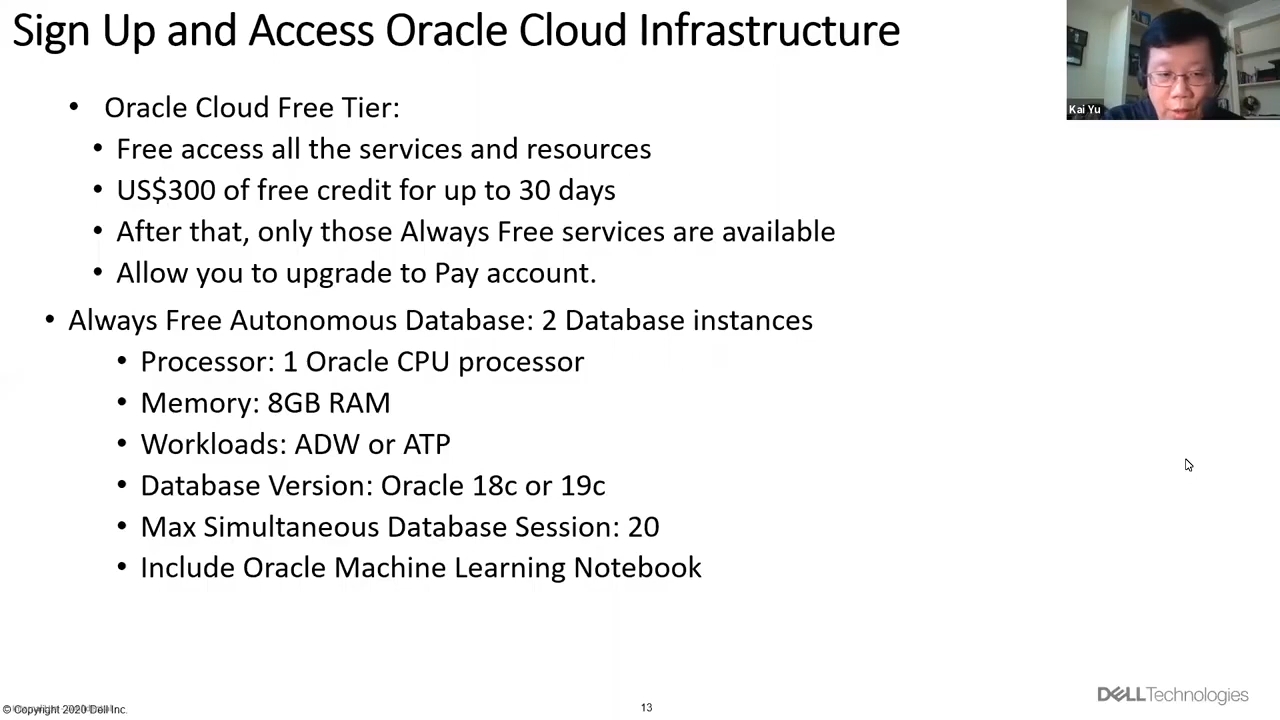 Sign Up and Access Oracle Cloud Infrastructure
Kai Yu
• Oracle Cloud Free Tier:
• Free access all the services and resources
• US$300 of free credit for up to 30 days
• After that, only those Always Free services are available
• Allow you to upgrade to Pay account.
• Always Free Autonomous Database: 2 Database instances
• Processor: 1 Oracle CPU processor
• Memory: 8GB RAM
• Workloads: ADW or ATP
• Database Version: Oracle 18c or 19c
• Max Simultaneous Database Session: 20
• Include Oracle Machine Learning Notebook
© Copyright 2020 Dell Inc.
13
DELL Technologies